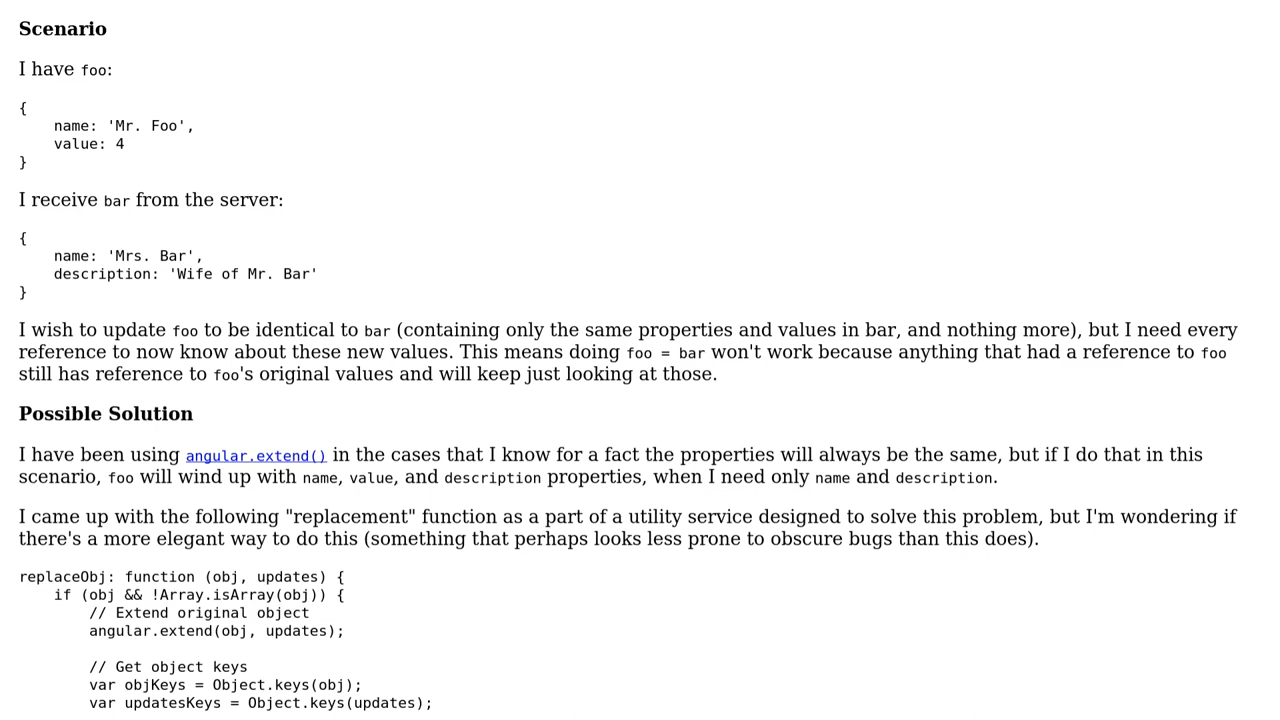 Scenario
I have foo:
{
    name: 'Mr. Foo',
    value: 4
}
I receive bar from the server:
{
    name: 'Mrs. Bar',
    description: 'Wife of Mr. Bar'
}
I wish to update foo to be identical to bar (containing only the same properties and values in bar, and nothing more), but I need every
reference to now know about these new values. This means doing foo = bar won't work because anything that had a reference to foo
still has reference to foo's original values and will keep just looking at those.
Possible Solution
I have been using angular.extend() in the cases that I know for a fact the properties will always be the same, but if I do that in this
scenario, foo will wind up with name, value, and description properties, when I need only name and description.
I came up with the following "replacement" function as a part of a utility service designed to solve this problem, but I'm wondering if
there's a more elegant way to do this (something that perhaps looks less prone to obscure bugs than this does).
replaceObj: function (obj, updates) {
    if (obj && !Array.isArray(obj)) {
        // Extend original object
        angular.extend(obj, updates);
        // Get object keys
        var objKeys = Object.keys(obj);
        var updatesKeys = Object.keys(updates);